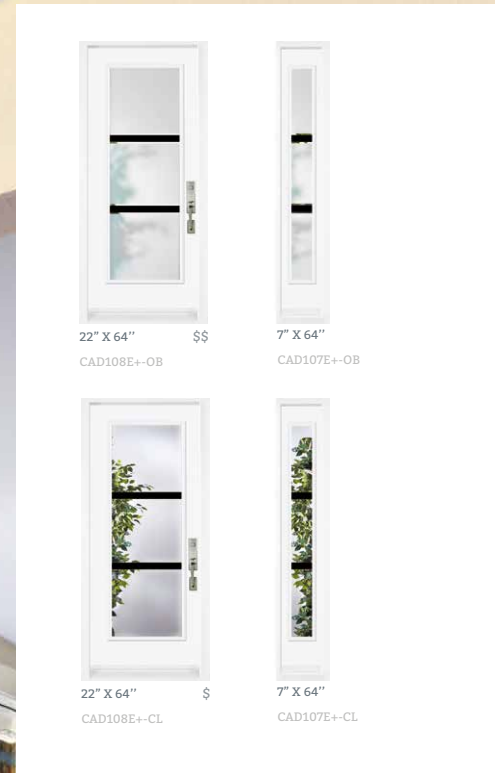 22” X 64’’ $$
CAD108E+-OB
7” X 64’’
CAD107E+-OB
22” X 64’’ $
CAD108E+-CL
7” X 64’’
CAD107E+-CL